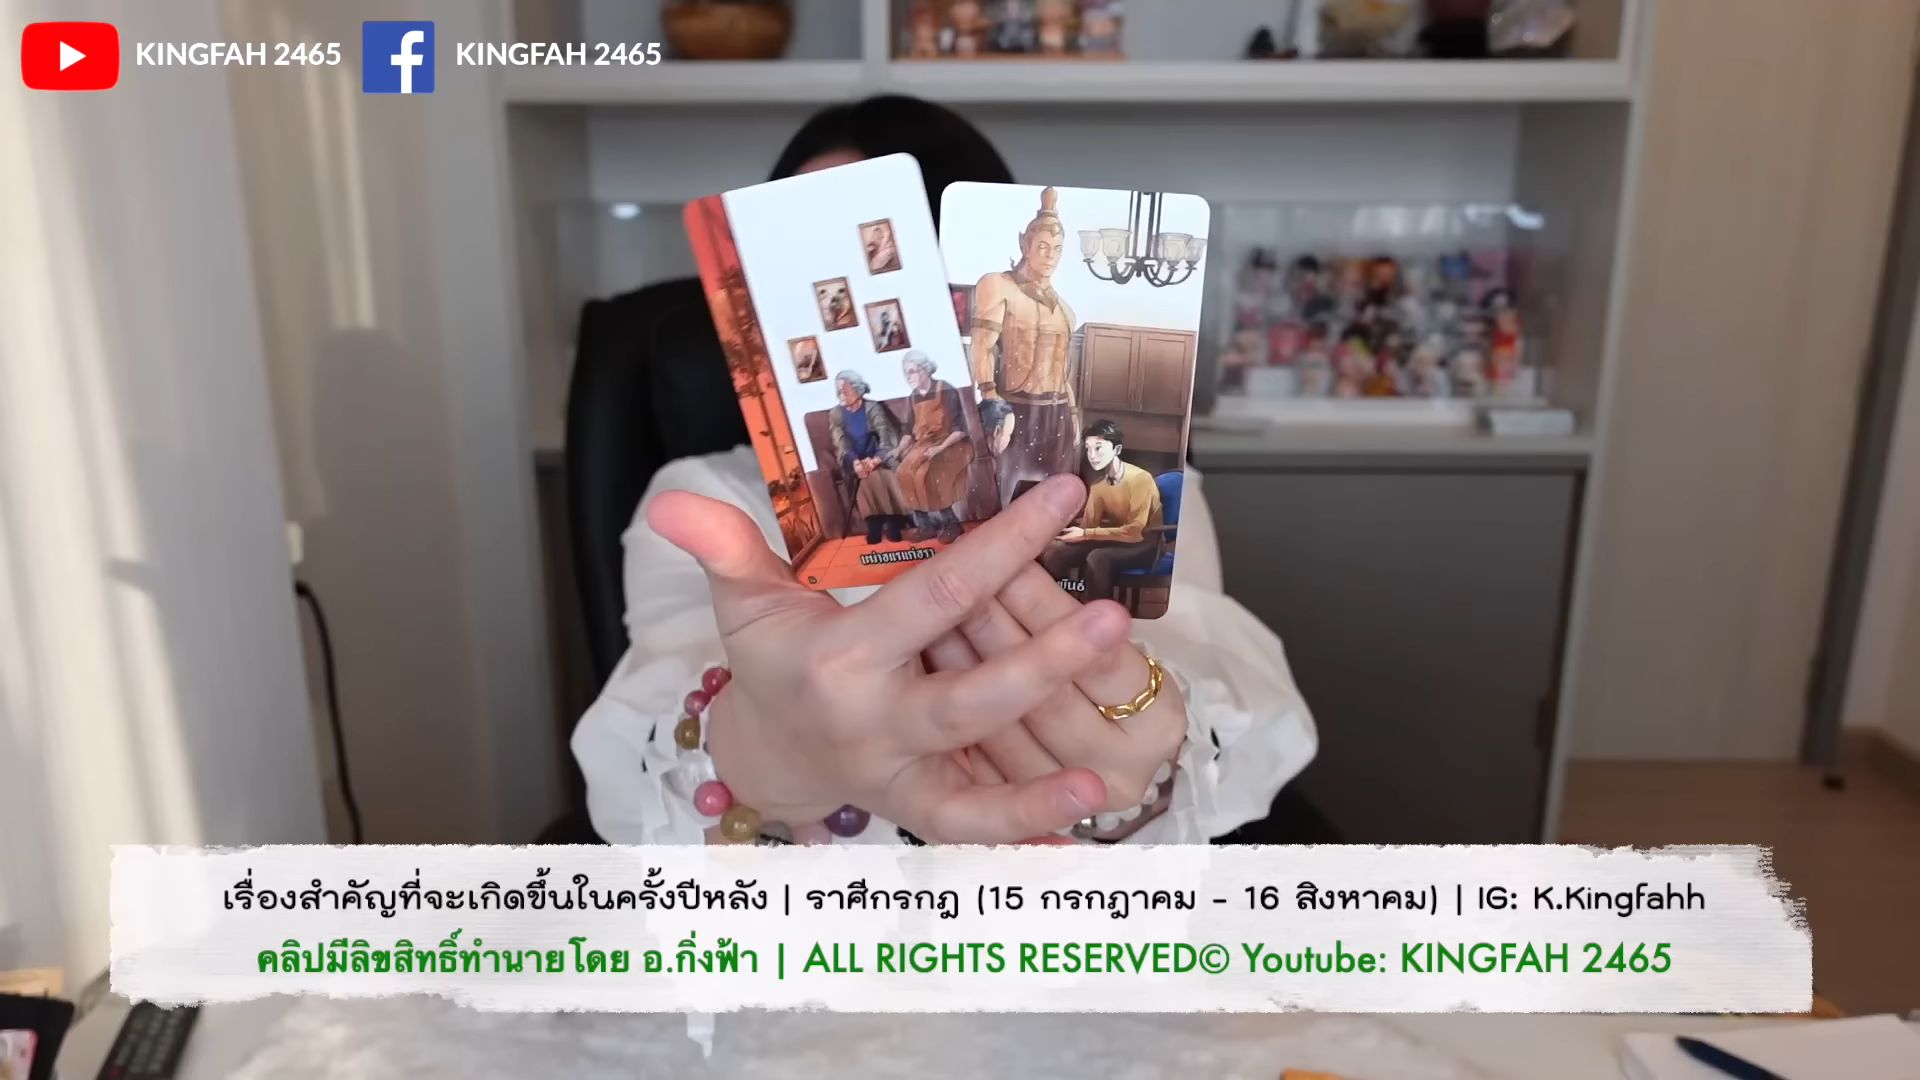 KINGFAH 2465
KINGFAH 2465
เรื่องสำคัญที่จะเกิดขึ้นในครั้งปีหลัง | ราศีกรกฎ (15 กรกฎาคม - 16 สิงหาคม) | IG: K.Kingfahh
คลิปมีลิขสิทธิ์ทำนายโดย อ.กิ่งฟ้า | ALL RIGHTS RESERVED© Youtube: KINGFAH 2465